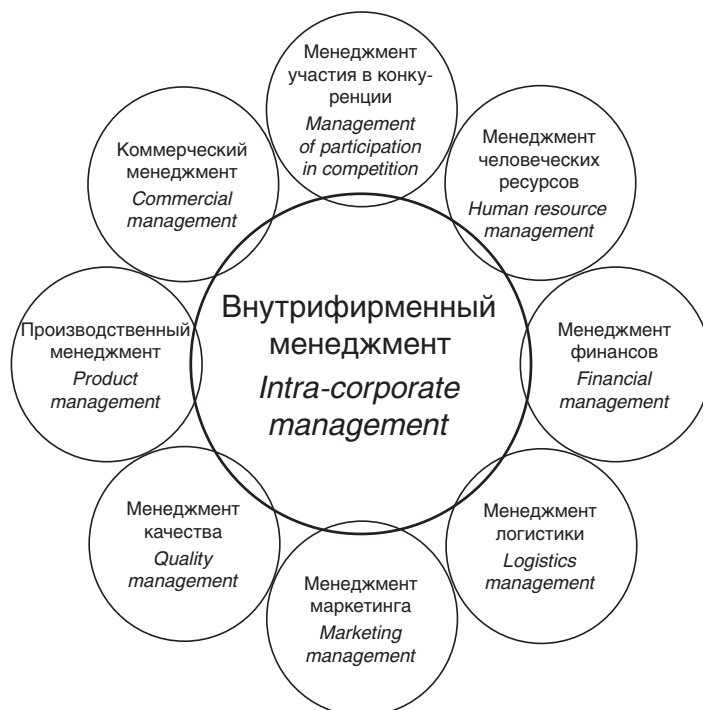 Менеджмент
участия в конку-
ренции
Management
of participation
in competition
Коммерческий
менеджмент
Commercial
management
Менеджмент
человеческих
ресурсов
Human resource
management
Производственный
менеджмент
Product
management
Внутрифирменный
менеджмент
Intra-corporate
management
Менеджмент
финансов
Financial
management
Менеджмент
качества
Quality
management
Менеджмент
логистики
Logistics
management
Менеджмент
маркетинга
Marketing
management